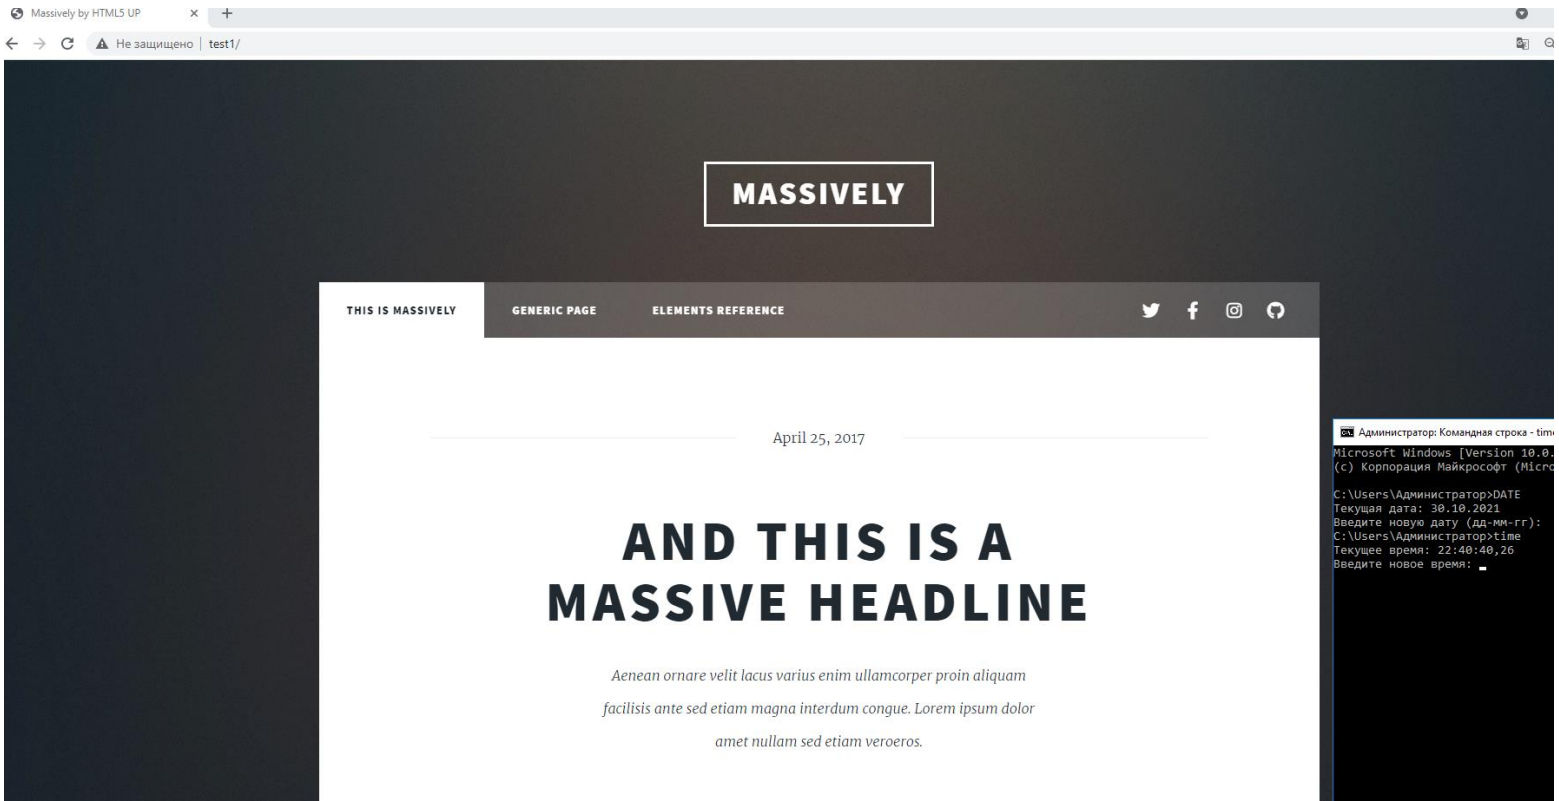 Massively by HTML5 UP
Не защищено | test1/
MASSIVELY
THIS IS MASSIVELY GENERIC PAGE ELEMENTS REFERENCE
April 25, 2017
AND THIS IS A
MASSIVE HEADLINE
Aenean ornare velit lacus varius enim ullamcorper proin aliquam
facilisis ante sed etiam magna interdum congue. Lorem ipsum dolor
amet nullam sed etiam veroeros.
Администратор: Командная строка - time
Microsoft Windows [Version 10.0.
(c) Корпорация Майкрософт (Micro
C:\Users\Администратор>DATE
Текущая дата: 30.10.2021
Введите новую дату (дд-мм-гг):
C:\Users\Администратор>time
Текущее время: 22:40:40,26
Введите новое время: